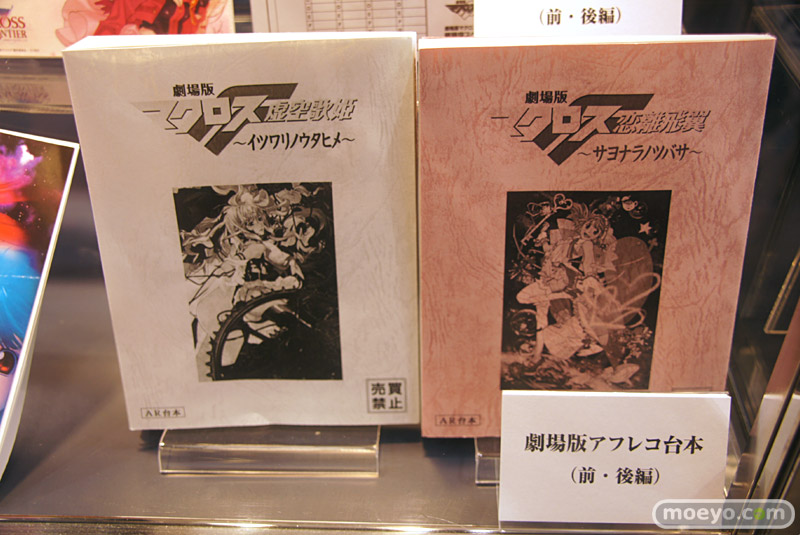 OSS
NTIER
（前・後編）
劇場版
マクロスF 虚空歌姫
〜イツワリノウタヒメ〜
AR台本
売買
禁止
劇場版
マクロスF 恋離飛翼
〜サヨナラノツバサ〜
AR台本
劇場版アフレコ台本
（前・後編）
moeyo.com